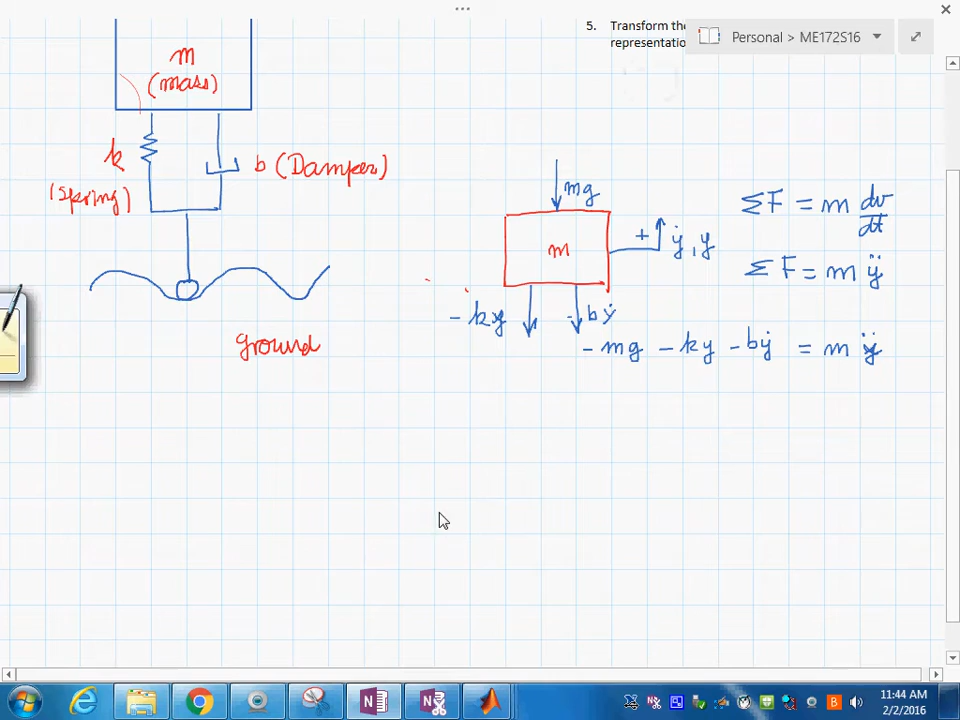 5. Transform the
representatio
Personal > ME172S16
m
(mass)
k
(Spring)
b (Damper)
mg
m
+ ẏ, y
ΣF = m dv/dt
ΣF = m ÿ
- ky
- bẏ
ground
- mg - ky - bẏ = m ÿ
11:44 AM
2/2/2016